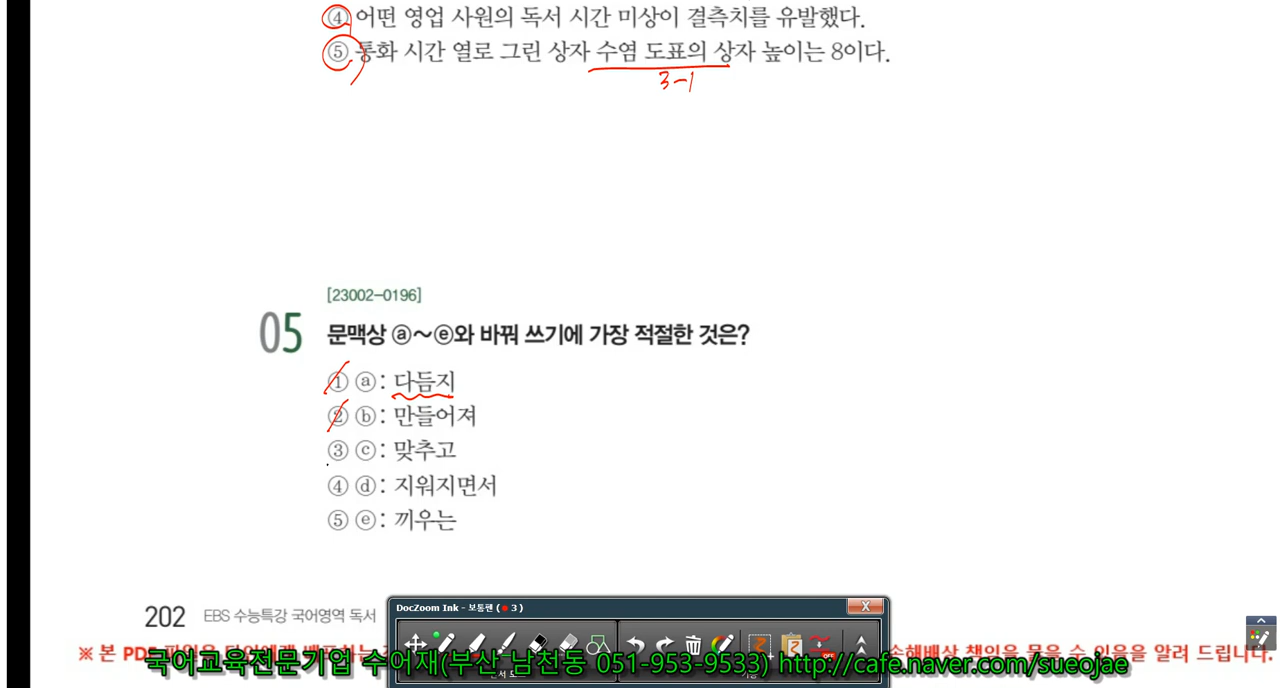 ④ 어떤 영업 사원의 독서 시간 미상이 결측치를 유발했다.
⑤ 통화 시간 열로 그린 상자 수염 도표의 상자 높이는 8이다.
3-1
[23002-0196]
05 문맥상 ⓐ~ⓔ와 바꿔 쓰기에 가장 적절한 것은?
① ⓐ: 다듬지
② ⓑ: 만들어져
③ ⓒ: 맞추고
④ ⓓ: 지워지면서
⑤ ⓔ: 끼우는
202 EBS 수능특강 국어영역 독서
DocZoom Ink - 보통펜 ( 3 )
※ 본 PD 손해배상 책임을 물을 수 있음을 알려 드립니다.
국어교육전문기업 수어재(부산 남천동 051-953-9533) http://cafe.naver.com/sueojae